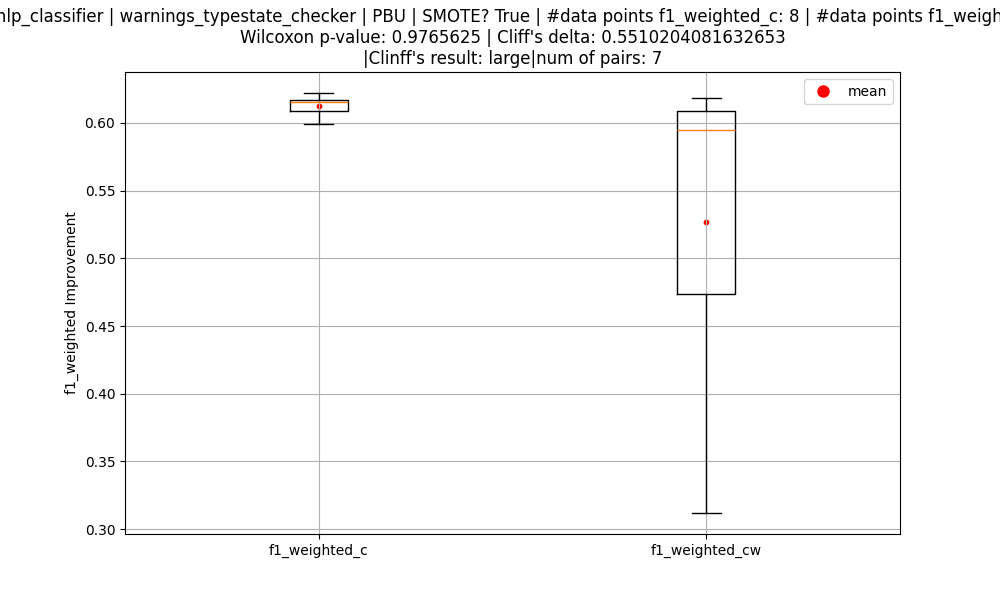 nlp_classifier | warnings_typestate_checker | PBU | SMOTE? True | #data points f1_weighted_c: 8 | #data points f1_weigh
Wilcoxon p-value: 0.9765625 | Cliff's delta: 0.5510204081632653
|Clinff's result: large|num of pairs: 7
mean
0.60
0.55
0.50
0.45
0.40
0.35
0.30
f1_weighted Improvement
f1_weighted_c
f1_weighted_cw